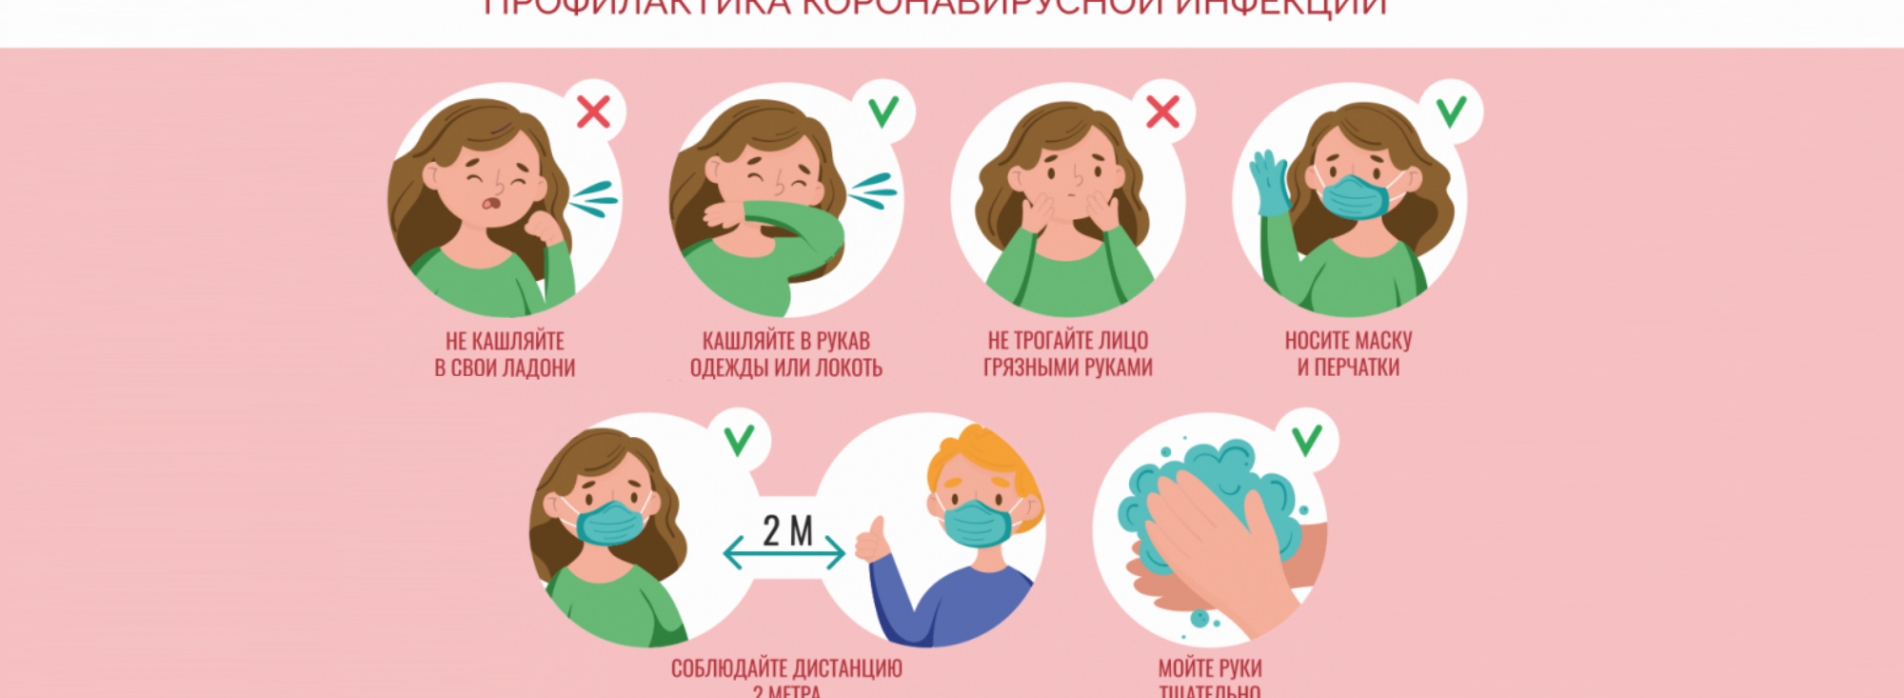 ПРОФИЛАКТИКА КОРОНАВИРУСНОЙ ИНФЕКЦИИ
НЕ КАШЛЯЙТЕ
В СВОИ ЛАДОНИ
КАШЛЯЙТЕ В РУКАВ
ОДЕЖДЫ ИЛИ ЛОКОТЬ
НЕ ТРОГАЙТЕ ЛИЦО
ГРЯЗНЫМИ РУКАМИ
НОСИТЕ МАСКУ
И ПЕРЧАТКИ
2 М
СОБЛЮДАЙТЕ ДИСТАНЦИЮ
2 МЕТРА
МОЙТЕ РУКИ
ТЩАТЕЛЬНО